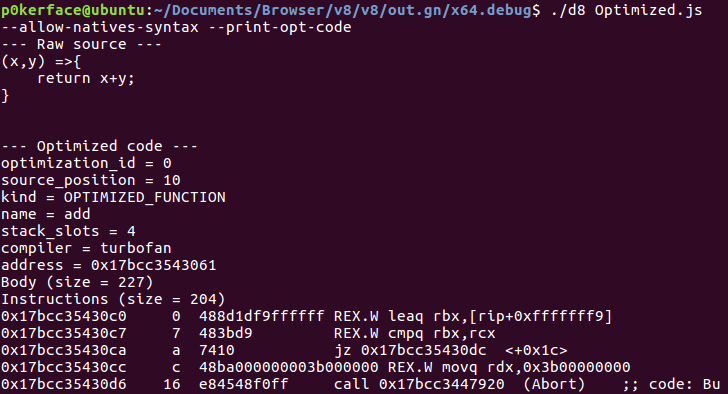 p0kerface@ubuntu:~/Documents/Browser/v8/v8/out.gn/x64.debug$ ./d8 Optimized.js
--allow-natives-syntax --print-opt-code
--- Raw source ---
(x,y) =>{
    return x+y;
}


--- Optimized code ---
optimization_id = 0
source_position = 10
kind = OPTIMIZED_FUNCTION
name = add
stack_slots = 4
compiler = turbofan
address = 0x17bcc3543061
Body (size = 227)
Instructions (size = 204)
0x17bcc35430c0     0  488d1df9ffffff REX.W leaq rbx,[rip+0xfffffff9]
0x17bcc35430c7     7  483bd9         REX.W cmpq rbx,rcx
0x17bcc35430ca     a  7410           jz 0x17bcc35430dc  <+0x1c>
0x17bcc35430cc     c  48ba000000003b000000 REX.W movq rdx,0x3b00000000
0x17bcc35430d6    16  e84548f0ff     call 0x17bcc3447920  (Abort)    ;; code: Bu